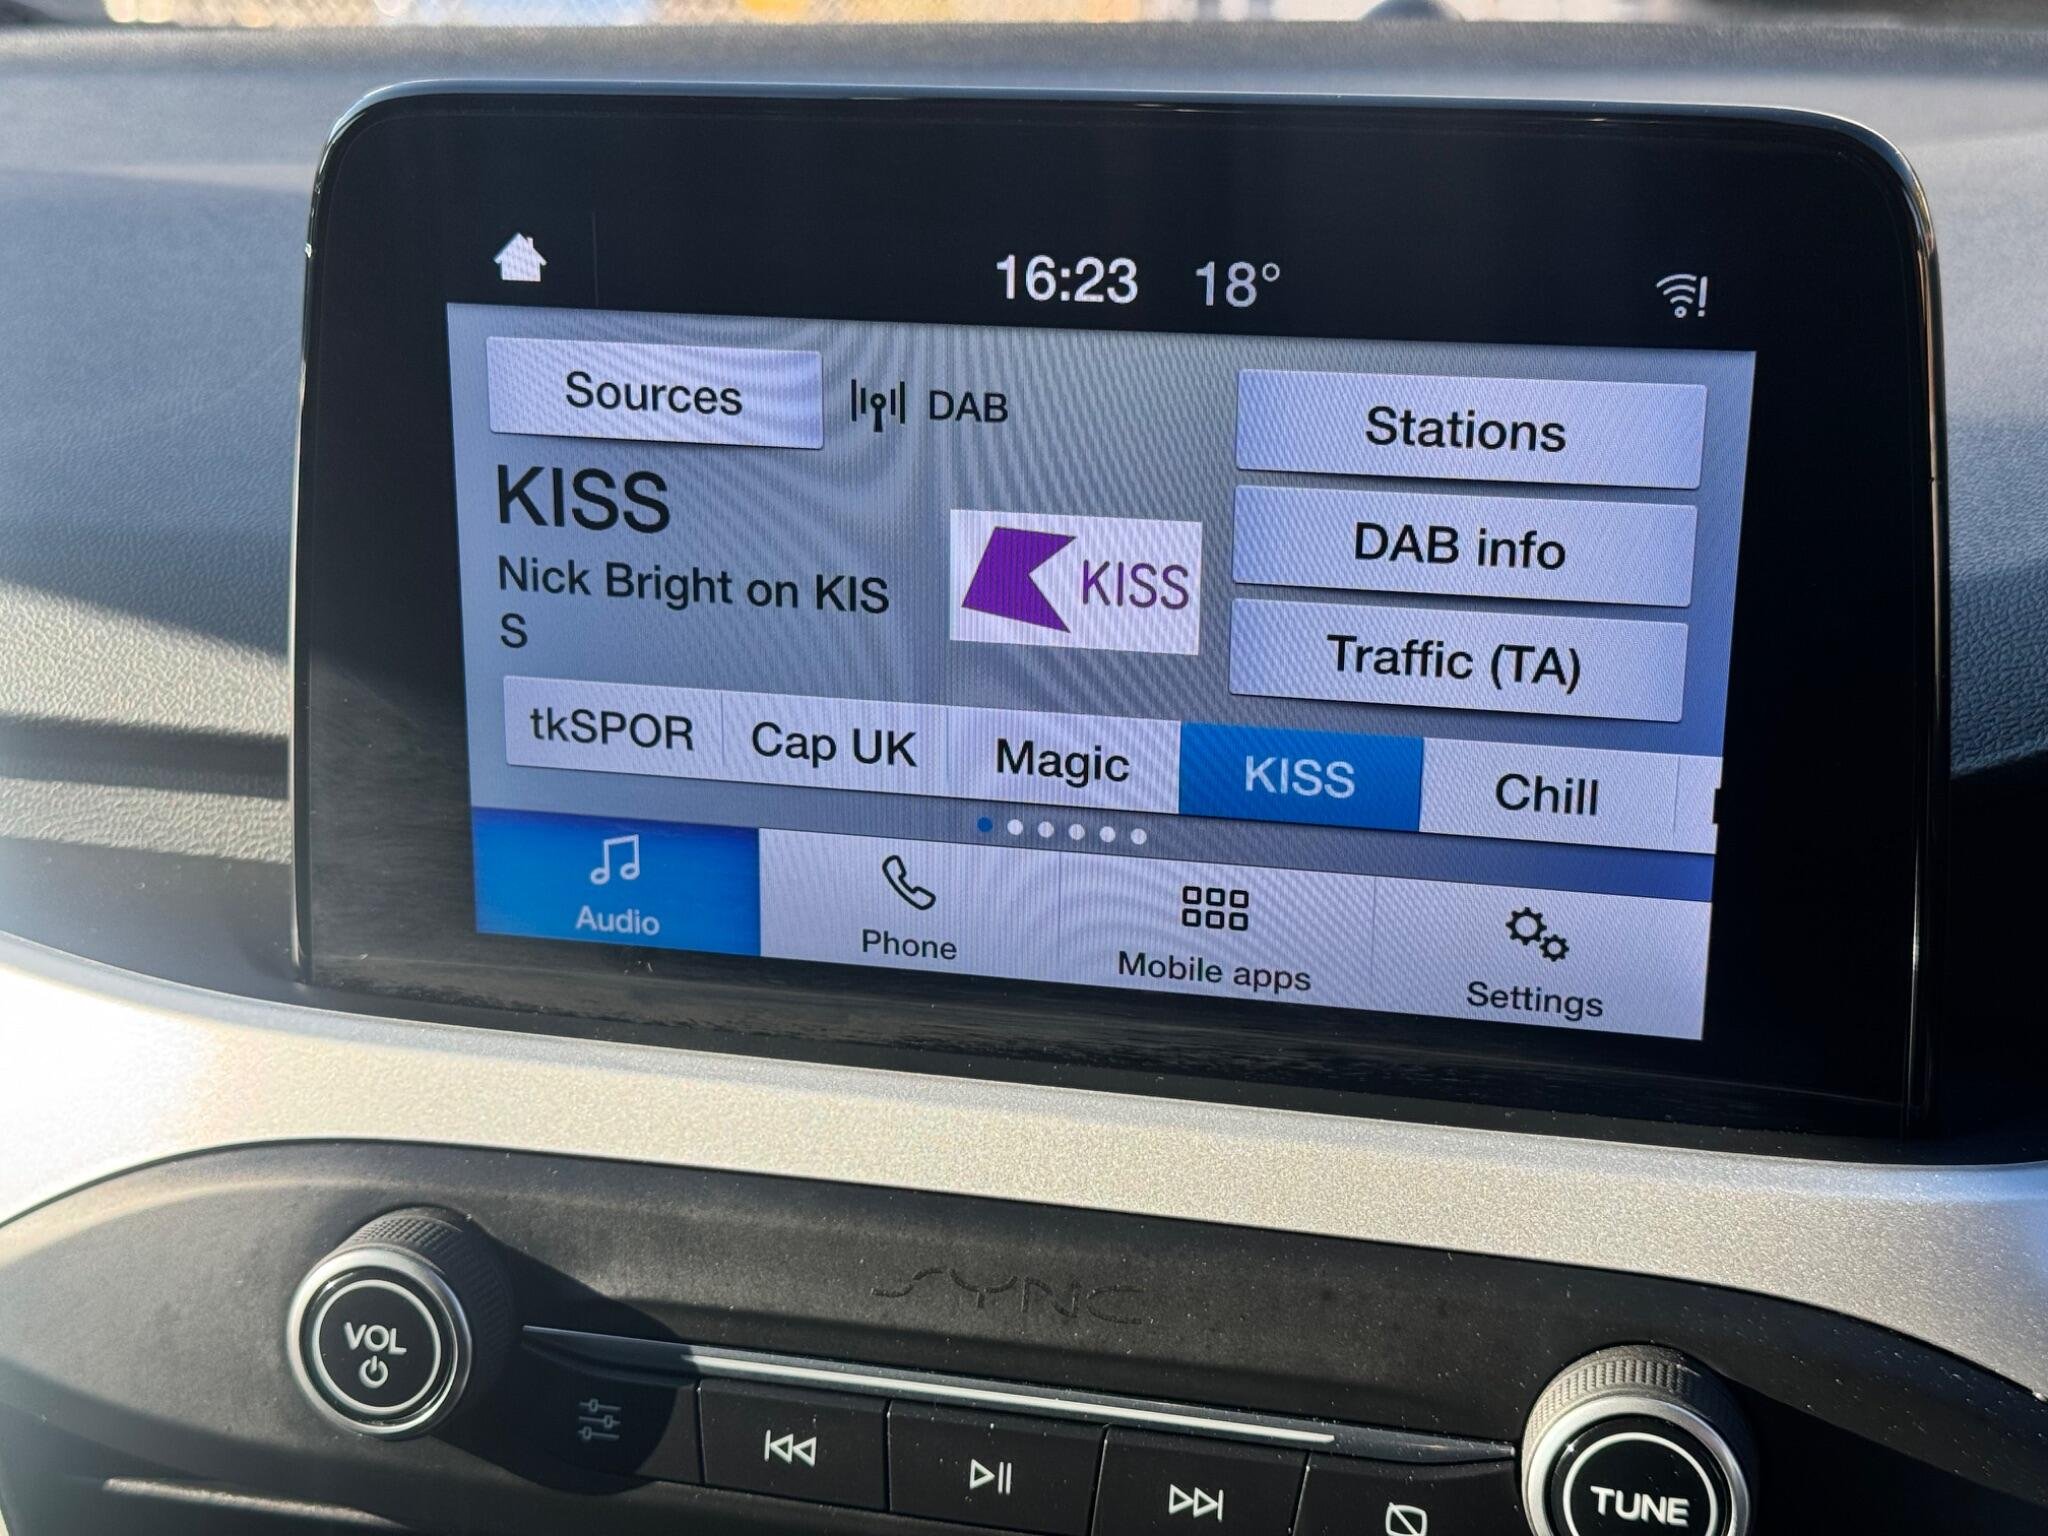 16:23 18°
Sources DAB Stations
KISS
KISS
DAB info
Nick Bright on KIS
S
Traffic (TA)
tkSPOR Cap UK Magic KISS Chill
Audio Phone Mobile apps Settings
SYNC
VOL
TUNE